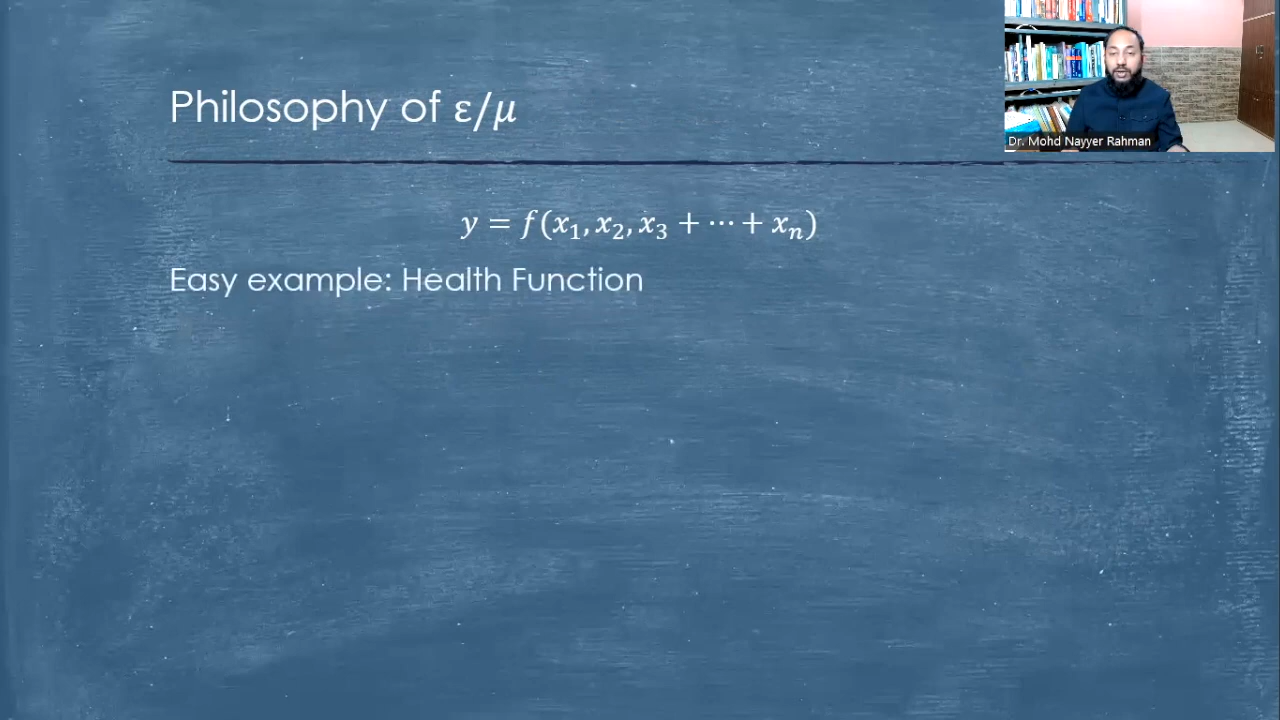 Philosophy of ε/μ
Dr. Mohd Nayyer Rahman
y = f(x₁, x₂, x₃ + ⋯ + xₙ)
Easy example: Health Function